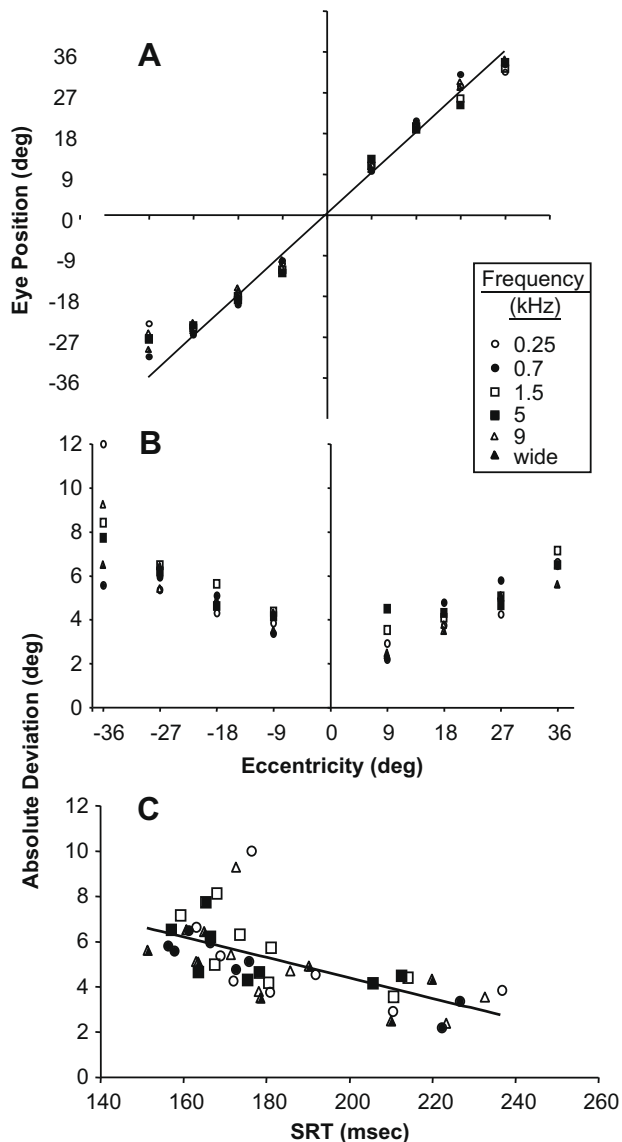 A
36
27
18
9
0
-9
-18
-27
-36
Eye Position (deg)
Frequency
(kHz)
0.25
0.7
1.5
5
9
wide
B
12
10
8
6
4
2
0
-36 -27 -18 -9 0 9 18 27 36
Eccentricity (deg)
Absolute Deviation (deg)
C
12
10
8
6
4
2
0
140 160 180 200 220 240 260
SRT (msec)